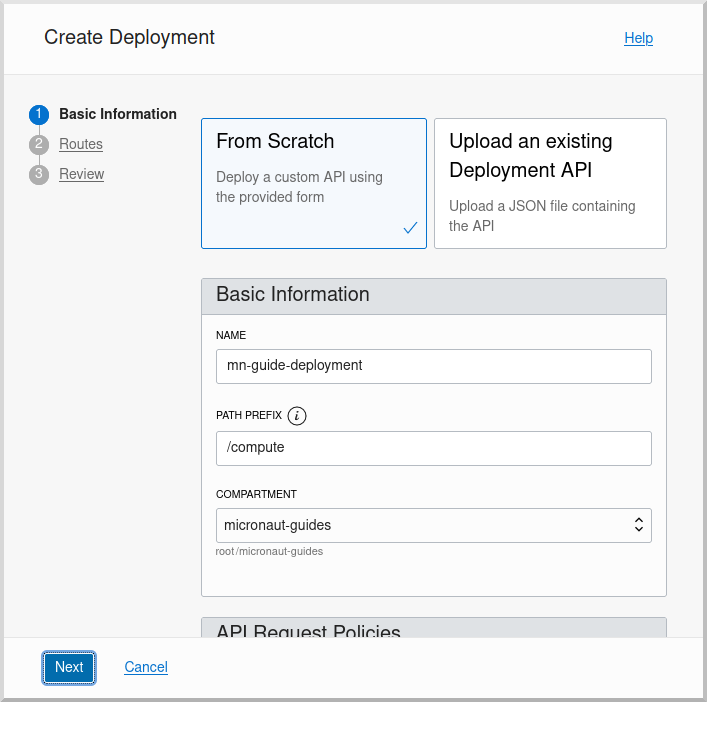 Create Deployment
Help
1 Basic Information
2 Routes
3 Review
From Scratch
Deploy a custom API using
the provided form
Upload an existing
Deployment API
Upload a JSON file containing
the API
Basic Information
NAME
mn-guide-deployment
PATH PREFIX i
/compute
COMPARTMENT
micronaut-guides
root/micronaut-guides
API Request Policies
Next
Cancel